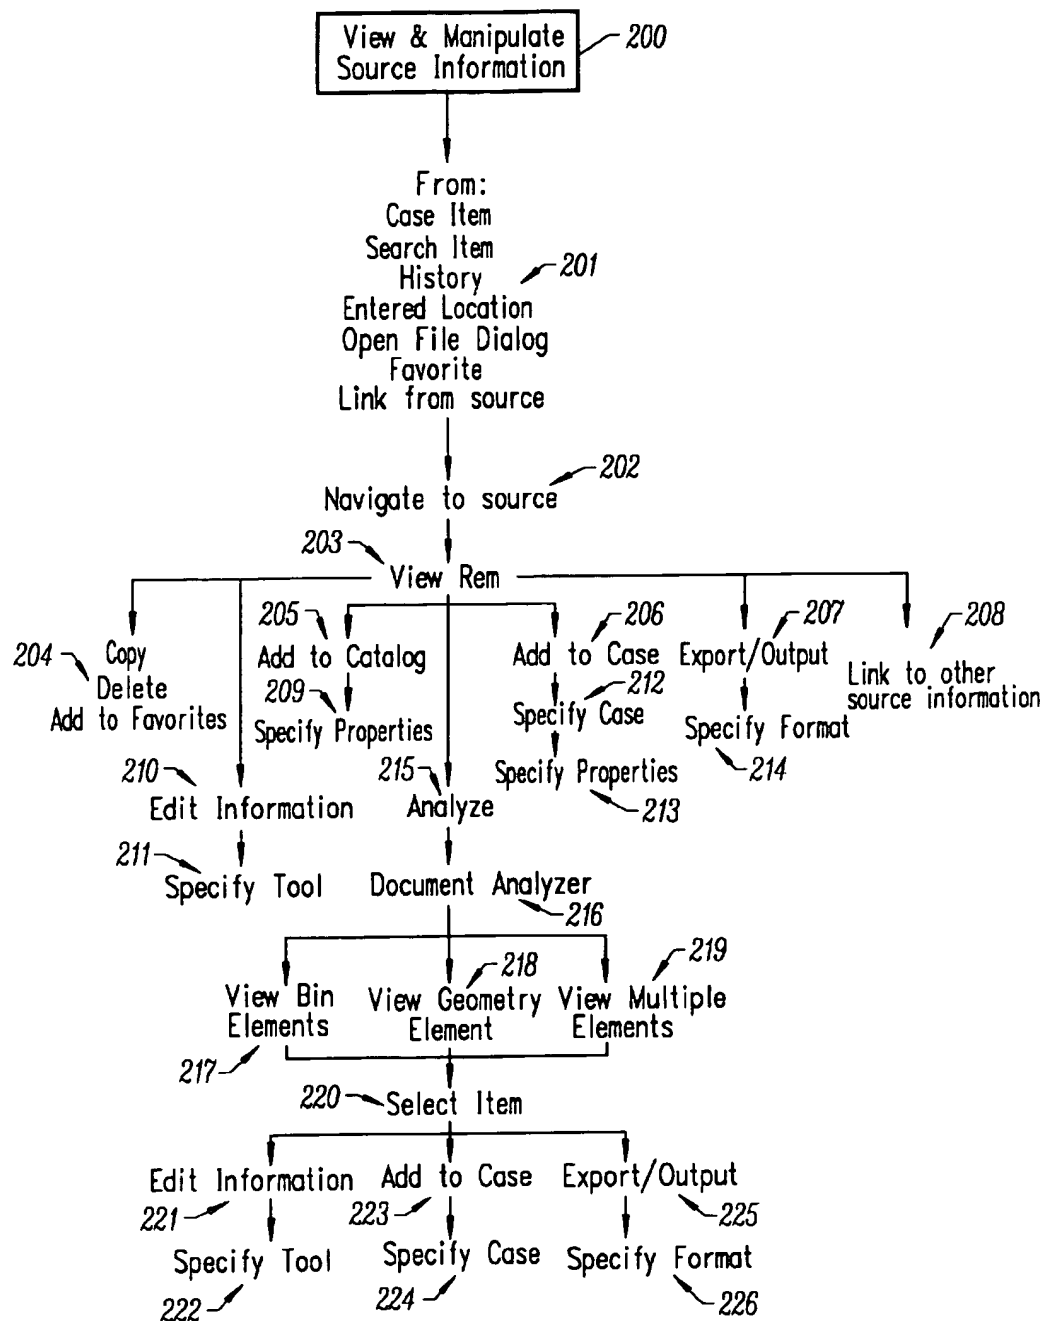 View & Manipulate
Source Information
200
From:
Case Item
Search Item
History
201
Entered Location
Open File Dialog
Favorite
Link from source
202
Navigate to source
203
View Rem
205
206
207
208
204
Copy
Delete
Add to Favorites
Add to Catalog
Add to Case
Export/Output
Link to other
source information
209
212
Specify Properties
Specify Case
Specify Format
214
210
215
Specify Properties
213
Edit Information
Analyze
211
Specify Tool
Document Analyzer
216
218
219
View Bin
Elements
View Geometry
Element
View Multiple
Elements
217
220
Select Item
Edit Information
Add to Case
Export/Output
221
223
225
Specify Tool
Specify Case
Specify Format
222
224
226